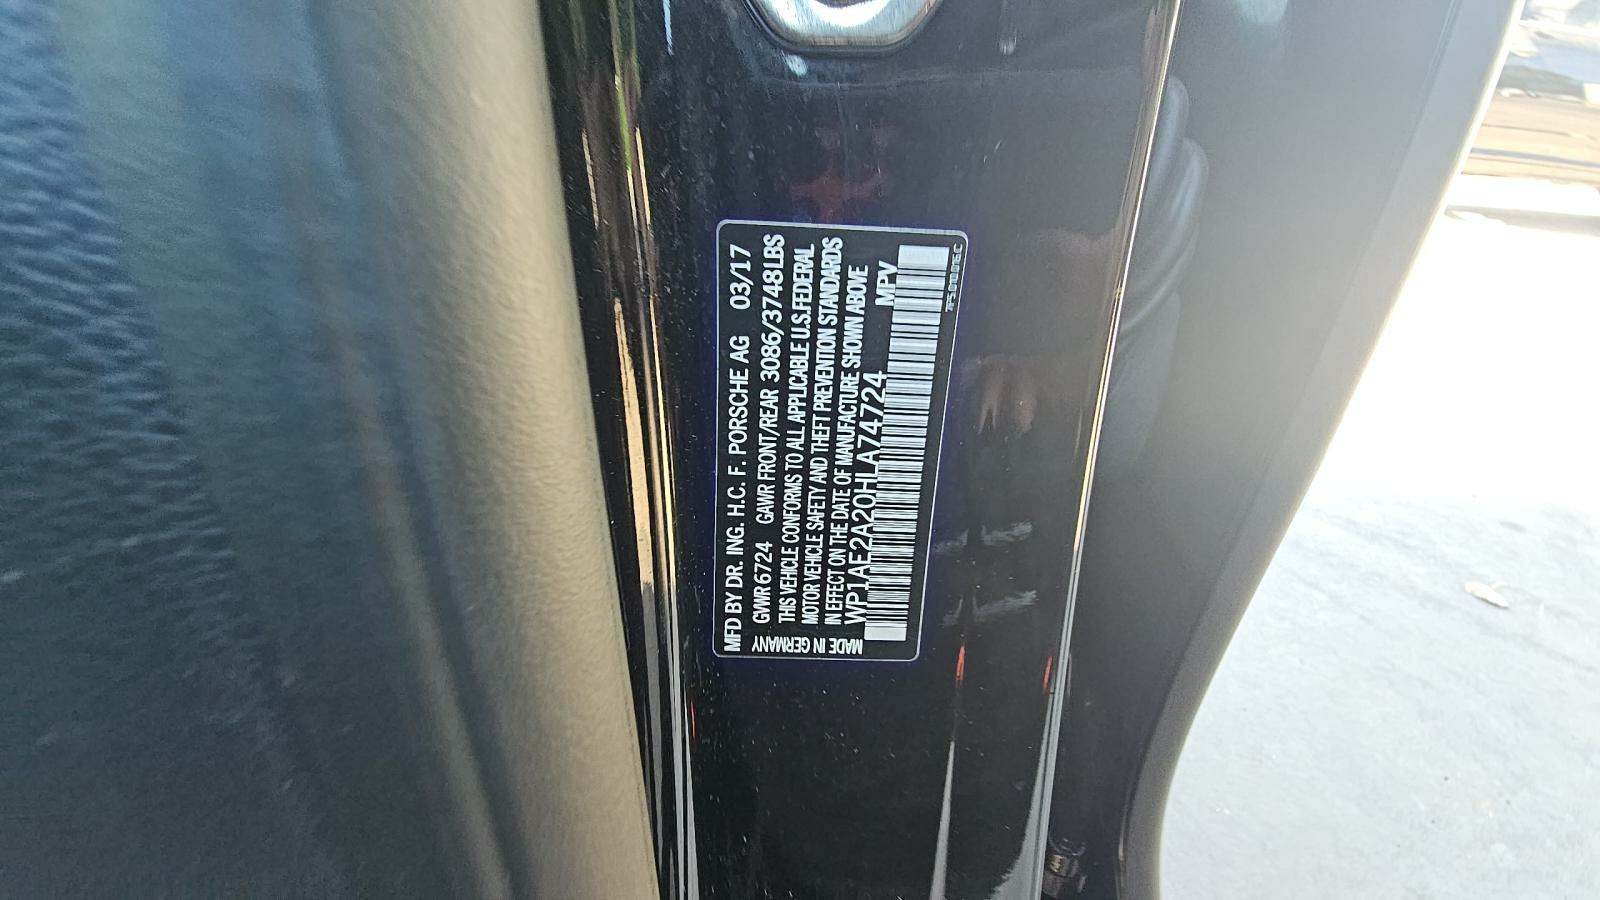 MFD BY DR. ING. H.C. F. PORSCHE AG 03/17
GVWR 6724 GAWR FRONT/REAR 3086/3748LBS
THIS VEHICLE CONFORMS TO ALL APPLICABLE U.S.FEDERAL
MOTOR VEHICLE SAFETY AND THEFT PREVENTION STANDARDS
IN EFFECT ON THE DATE OF MANUFACTURE SHOWN ABOVE
WP1AE2A20HLA74724 MPV
MADE IN GERMANY